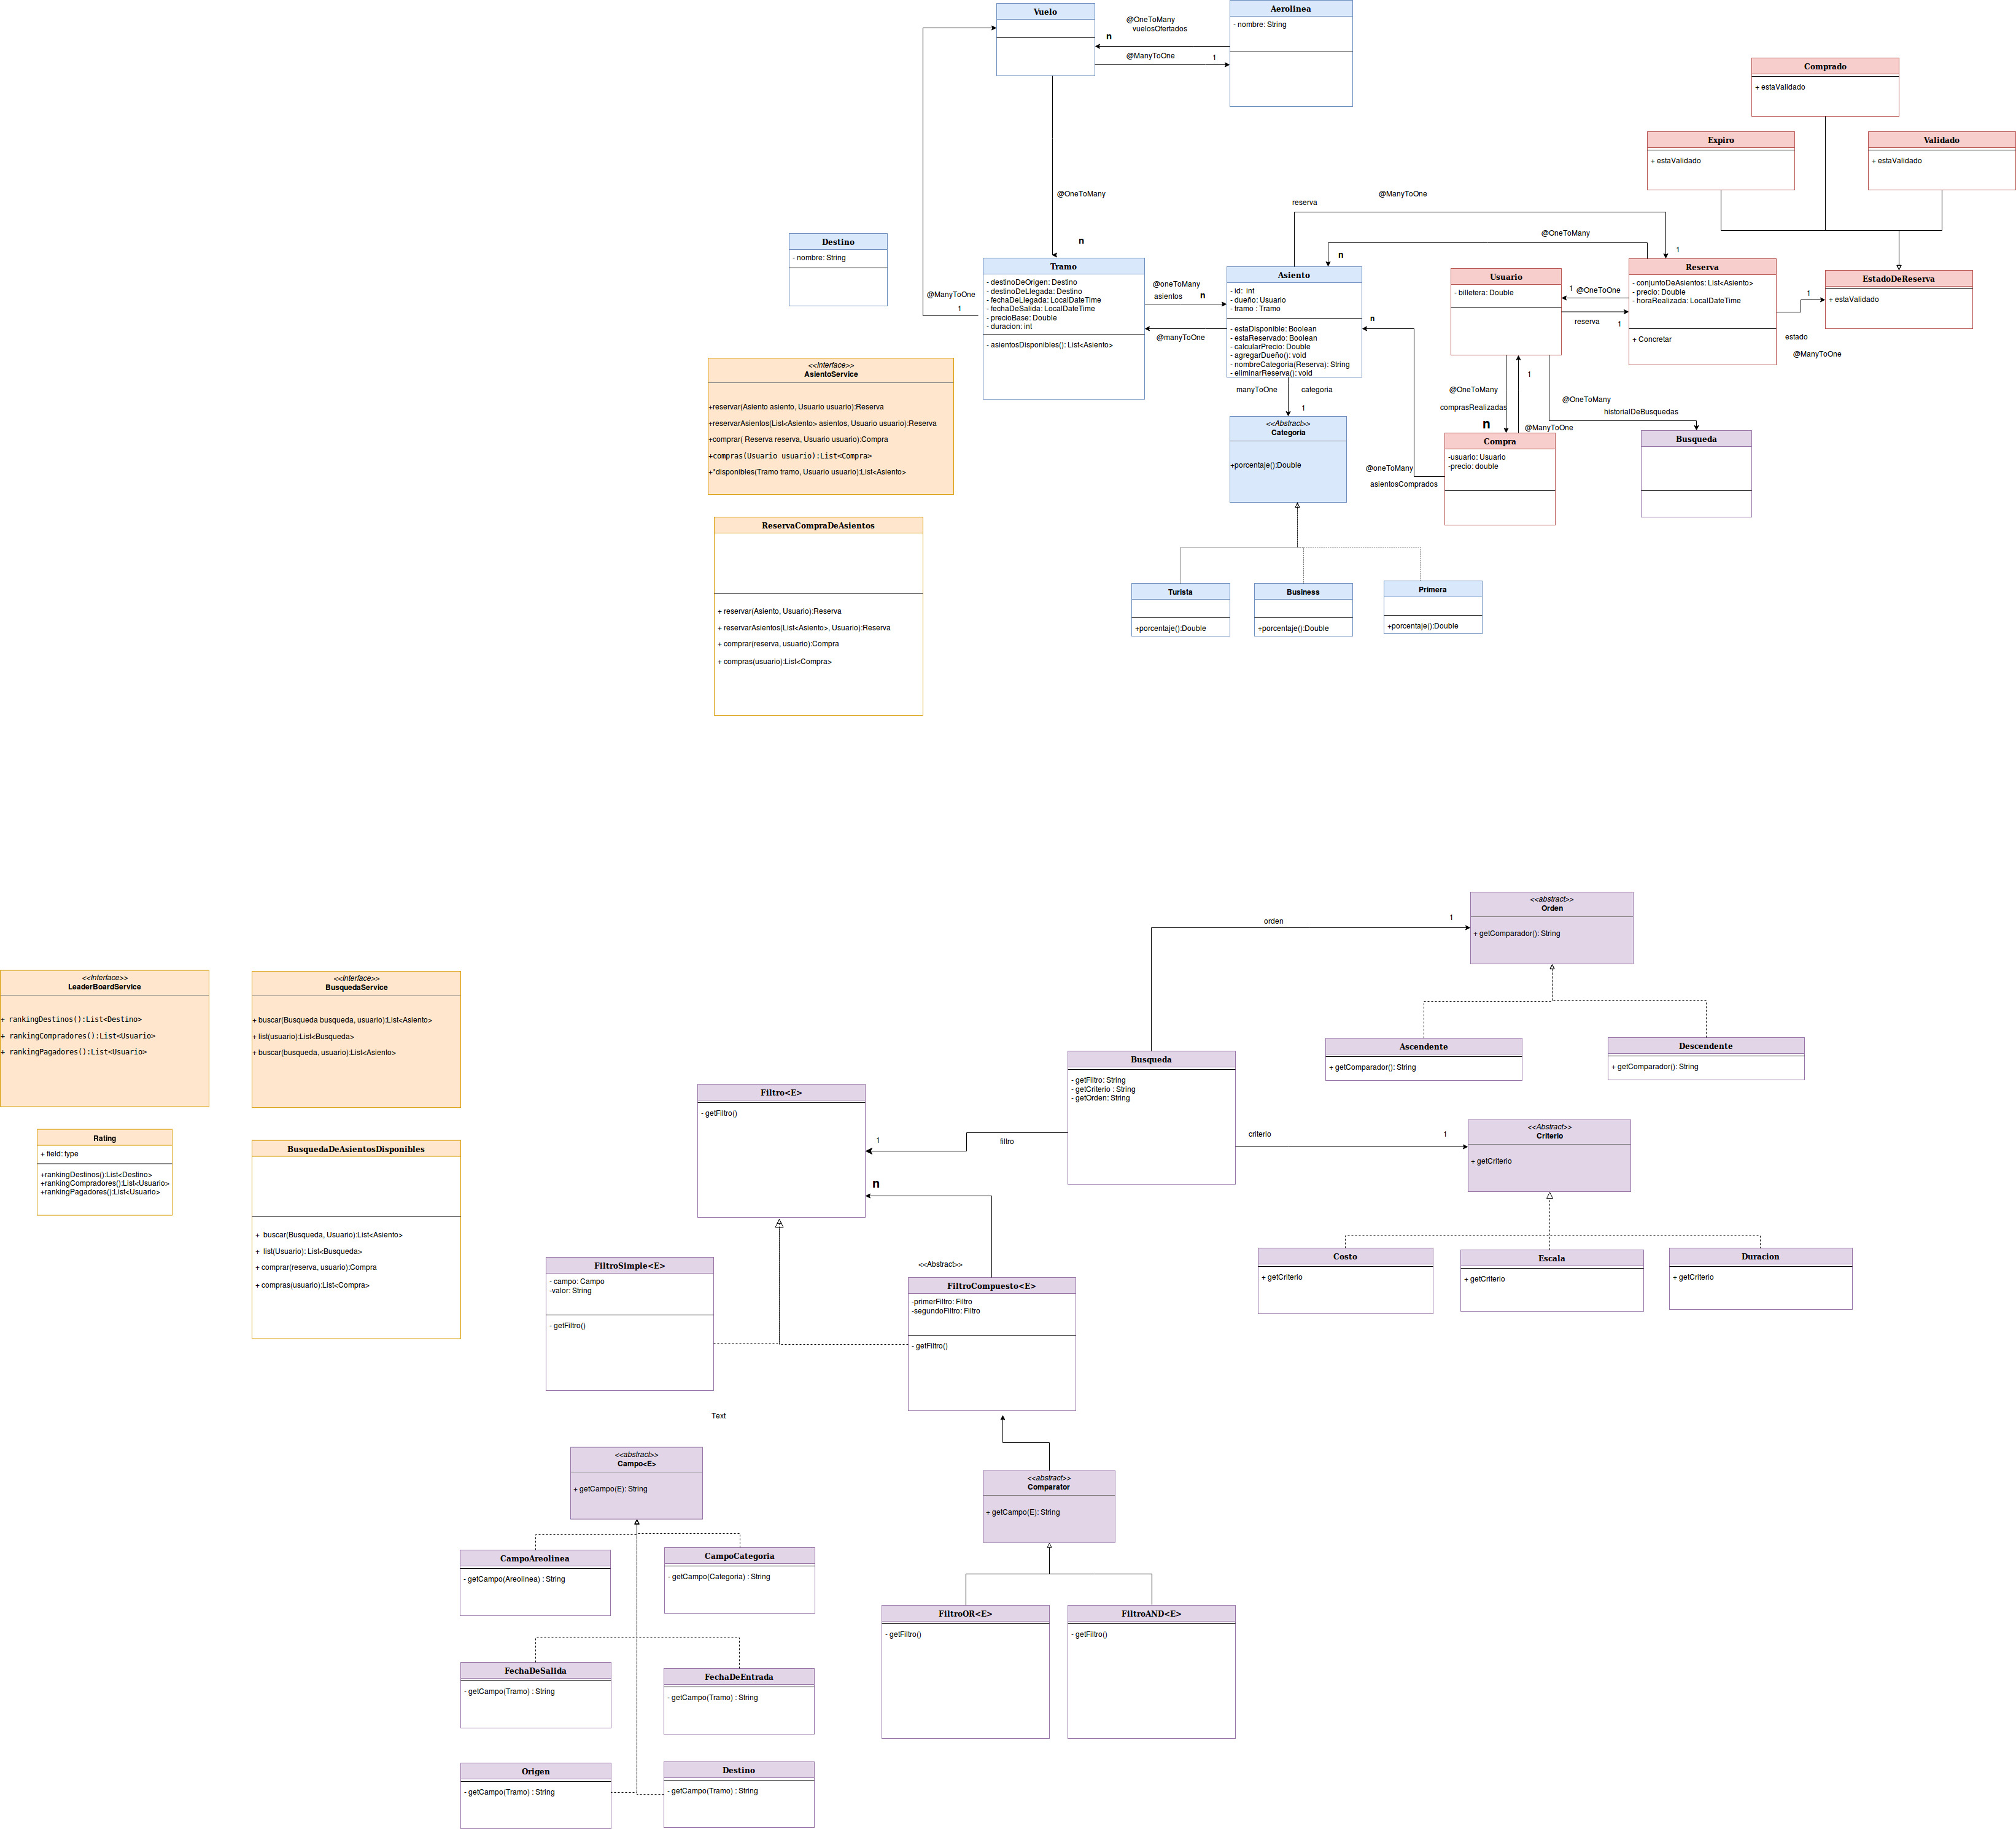 Vuelo
@OneToMany
vuelosOfertados
n
@ManyToOne
1
Aerolinea
- nombre: String
Comprado
+ estaValidado
Expiro
+ estaValidado
Validado
+ estaValidado
@OneToMany
n
@ManyToOne
1
Destino
- nombre: String
Tramo
- destinoDeOrigen: Destino
- destinoDeLlegada: Destino
- fechaDeLlegada: LocalDateTime
- fechaDeSalida: LocalDateTime
- precioBase: Double
- duracion: int
- asientosDisponibles(): List<Asiento>
@oneToMany
asientos
n
@manyToOne
reserva
@ManyToOne
1
@OneToMany
n
Asiento
- id: int
- dueño: Usuario
- tramo : Tramo
- estaDisponible: Boolean
- estaReservado: Boolean
- calcularPrecio: Double
- agregarDueño(): void
- nombreCategoria(Reserva): String
- eliminarReserva(): void
n
Usuario
- billetera: Double
1
@OneToOne
reserva
1
Reserva
- conjuntoDeAsientos: List<Asiento>
- precio: Double
- horaRealizada: LocalDateTime
+ Concretar
1
estado
@ManyToOne
EstadoDeReserva
+ estaValidado
manyToOne
categoria
1
<<Abstract>>
Categoria
+porcentaje():Double
@OneToMany
comprasRealizadas
n
1
@ManyToOne
@OneToMany
historialDeBusquedas
Compra
-usuario: Usuario
-precio: double
@oneToMany
asientosComprados
Busqueda
Turista
+porcentaje():Double
Business
+porcentaje():Double
Primera
+porcentaje():Double
<<Interface>>
AsientoService
+reservar(Asiento asiento, Usuario usuario):Reserva
+reservarAsientos(List<Asiento> asientos, Usuario usuario):Reserva
+comprar( Reserva reserva, Usuario usuario):Compra
+compras(Usuario usuario):List<Compra>
+*disponibles(Tramo tramo, Usuario usuario):List<Asiento>
ReservaCompraDeAsientos
+ reservar(Asiento, Usuario):Reserva
+ reservarAsientos(List<Asiento>, Usuario):Reserva
+ comprar(reserva, usuario):Compra
+ compras(usuario):List<Compra>
<<Interface>>
LeaderBoardService
+ rankingDestinos():List<Destino>
+ rankingCompradores():List<Usuario>
+ rankingPagadores():List<Usuario>
<<Interface>>
BusquedaService
+ buscar(Busqueda busqueda, usuario):List<Asiento>
+ list(usuario):List<Busqueda>
+ buscar(busqueda, usuario):List<Asiento>
Rating
+ field: type
+rankingDestinos():List<Destino>
+rankingCompradores():List<Usuario>
+rankingPagadores():List<Usuario>
BusquedaDeAsientosDisponibles
+ buscar(Busqueda, Usuario):List<Asiento>
+ list(Usuario): List<Busqueda>
+ comprar(reserva, usuario):Compra
+ compras(usuario):List<Compra>
orden
1
<<abstract>>
Orden
+ getComparador(): String
Ascendente
+ getComparador(): String
Descendente
+ getComparador(): String
Busqueda
- getFiltro: String
- getCriterio : String
- getOrden: String
criterio
1
<<Abstract>>
Criterio
+ getCriterio
Costo
+ getCriterio
Escala
+ getCriterio
Duracion
+ getCriterio
Filtro<E>
- getFiltro()
1
filtro
n
FiltroSimple<E>
- campo: Campo
-valor: String
- getFiltro()
<<Abstract>>
FiltroCompuesto<E>
-primerFiltro: Filtro
-segundoFiltro: Filtro
- getFiltro()
Text
<<abstract>>
Campo<E>
+ getCampo(E): String
<<abstract>>
Comparator
+ getCampo(E): String
CampoAreolinea
- getCampo(Areolinea) : String
CampoCategoria
- getCampo(Categoria) : String
FiltroOR<E>
- getFiltro()
FiltroAND<E>
- getFiltro()
FechaDeSalida
- getCampo(Tramo) : String
FechaDeEntrada
- getCampo(Tramo) : String
Origen
- getCampo(Tramo) : String
Destino
- getCampo(Tramo) : String